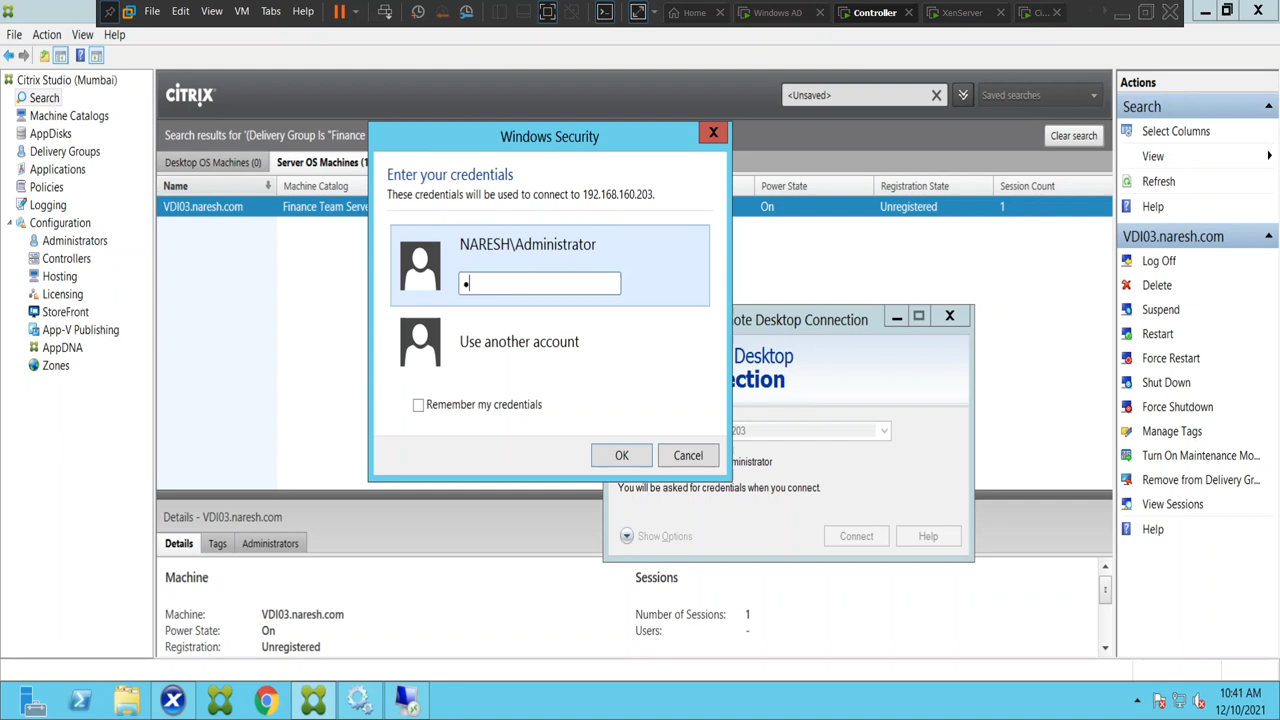 File Edit View VM Tabs Help
Home Windows AD Controller XenServer Ci...
File Action View Help
Citrix Studio (Mumbai)
Search
Machine Catalogs
AppDisks
Delivery Groups
Applications
Policies
Logging
Configuration
Administrators
Controllers
Hosting
Licensing
StoreFront
App-V Publishing
AppDNA
Zones
CITRIX
<Unsaved>
Saved searches
Search results for '(Delivery Group Is "Finance
Clear search
Desktop OS Machines (0) Server OS Machines (1
Name Machine Catalog Power State Registration State Session Count
VDI03.naresh.com Finance Team Serve On Unregistered 1
Windows Security
Enter your credentials
These credentials will be used to connect to 192.168.160.203.
NARESH\Administrator
Use another account
Remember my credentials
OK Cancel
ote Desktop Connection
Desktop
ection
203
ministrator
You will be asked for credentials when you connect.
Show Options Connect Help
Details - VDI03.naresh.com
Details Tags Administrators
Machine
Machine: VDI03.naresh.com
Power State: On
Registration: Unregistered
Sessions
Number of Sessions: 1
Users: -
Actions
Search
Select Columns
View
Refresh
Help
VDI03.naresh.com
Log Off
Delete
Suspend
Restart
Force Restart
Shut Down
Force Shutdown
Manage Tags
Turn On Maintenance Mo...
Remove from Delivery Gr...
View Sessions
Help
10:41 AM
12/10/2021